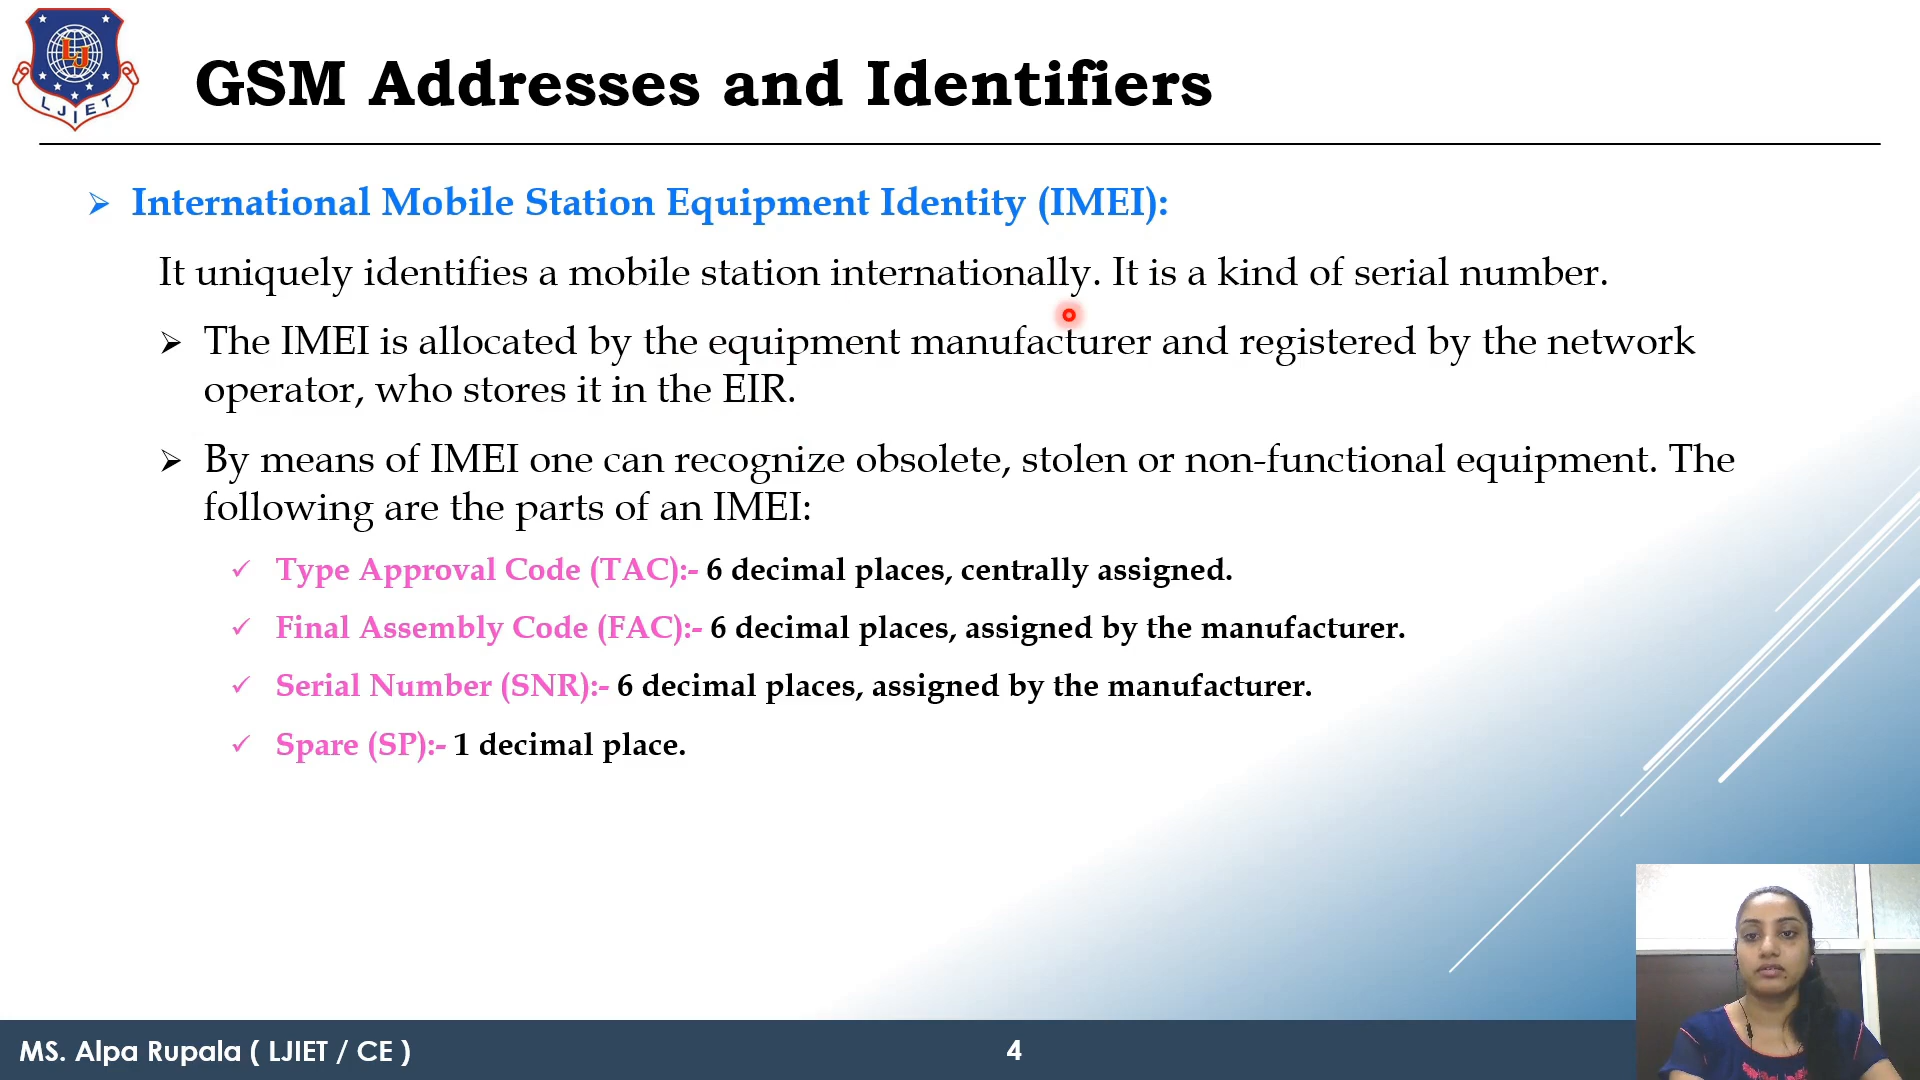 LJ
LJIET
GSM Addresses and Identifiers
➢ International Mobile Station Equipment Identity (IMEI):
It uniquely identifies a mobile station internationally. It is a kind of serial number.
➢ The IMEI is allocated by the equipment manufacturer and registered by the network
operator, who stores it in the EIR.
➢ By means of IMEI one can recognize obsolete, stolen or non-functional equipment. The
following are the parts of an IMEI:
✓ Type Approval Code (TAC):- 6 decimal places, centrally assigned.
✓ Final Assembly Code (FAC):- 6 decimal places, assigned by the manufacturer.
✓ Serial Number (SNR):- 6 decimal places, assigned by the manufacturer.
✓ Spare (SP):- 1 decimal place.
MS. Alpa Rupala ( LJIET / CE )
4